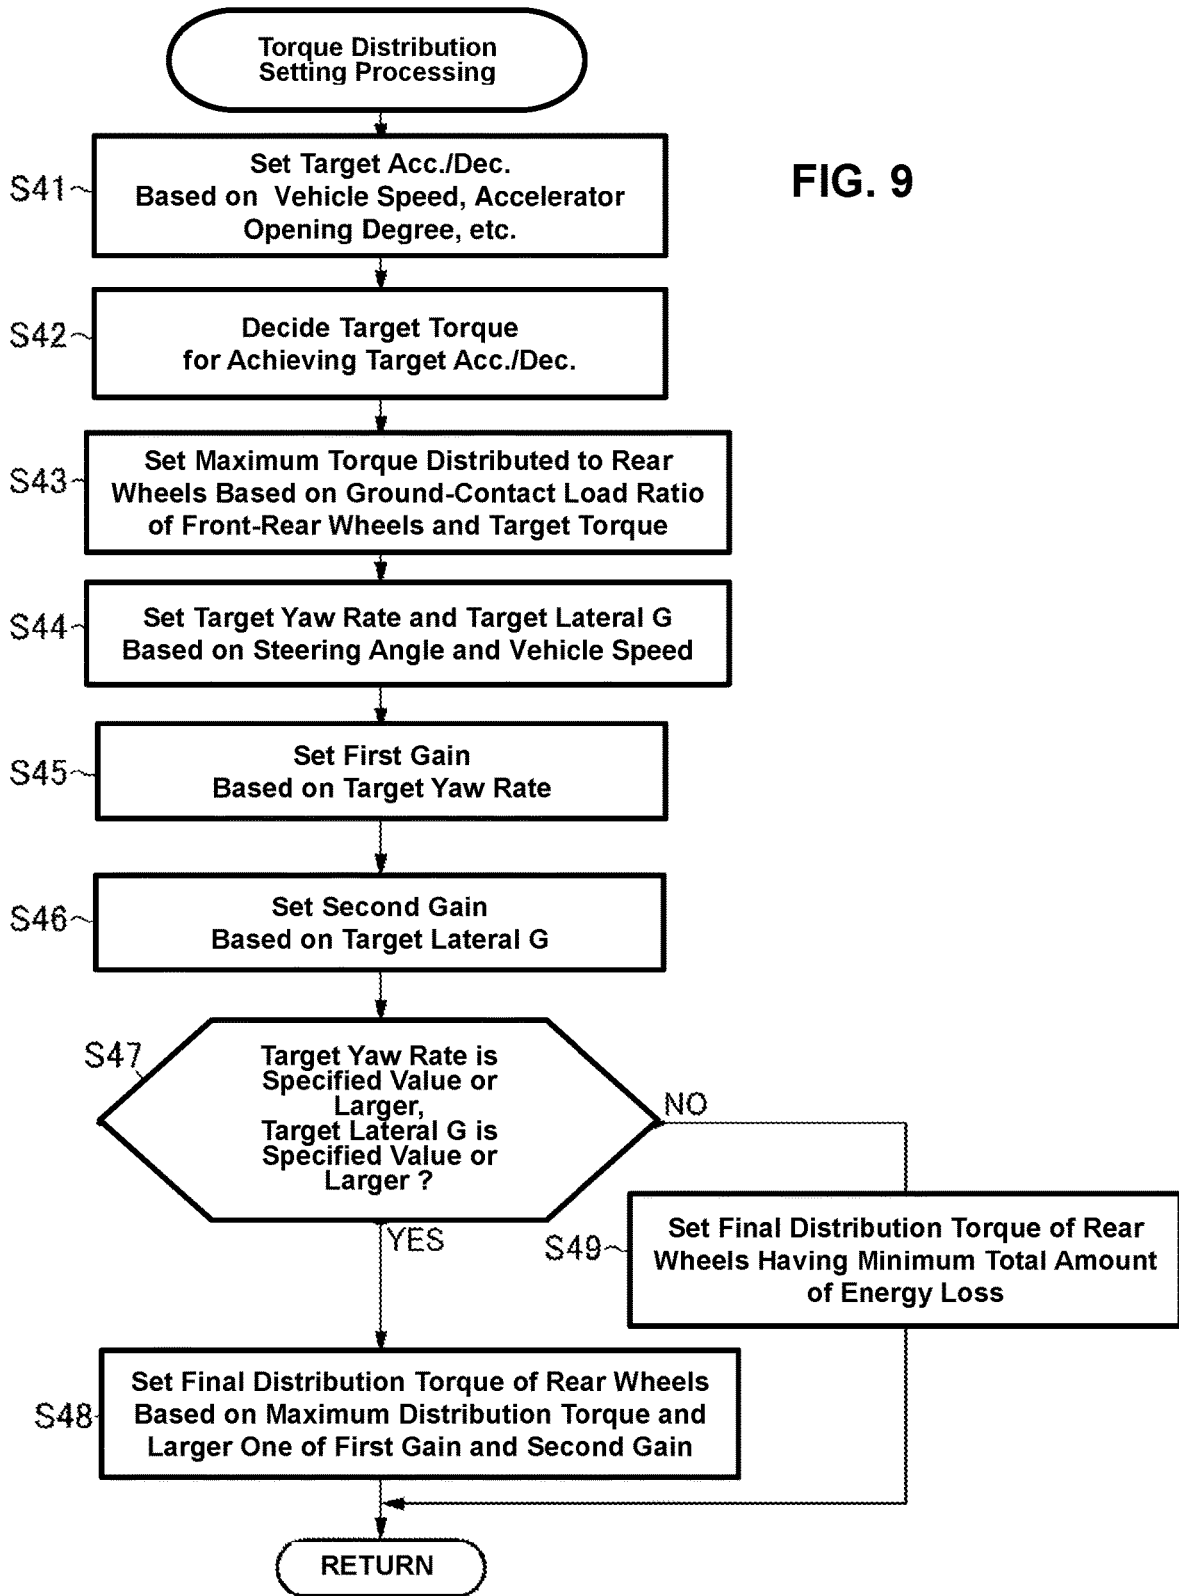 Torque Distribution
Setting Processing
FIG. 9
S41
Set Target Acc./Dec.
Based on Vehicle Speed, Accelerator
Opening Degree, etc.
S42
Decide Target Torque
for Achieving Target Acc./Dec.
S43
Set Maximum Torque Distributed to Rear
Wheels Based on Ground-Contact Load Ratio
of Front-Rear Wheels and Target Torque
S44
Set Target Yaw Rate and Target Lateral G
Based on Steering Angle and Vehicle Speed
S45
Set First Gain
Based on Target Yaw Rate
S46
Set Second Gain
Based on Target Lateral G
S47
Target Yaw Rate is
Specified Value or
Larger,
Target Lateral G is
Specified Value or
Larger ?
NO
YES
S49
Set Final Distribution Torque of Rear
Wheels Having Minimum Total Amount
of Energy Loss
S48
Set Final Distribution Torque of Rear Wheels
Based on Maximum Distribution Torque and
Larger One of First Gain and Second Gain
RETURN